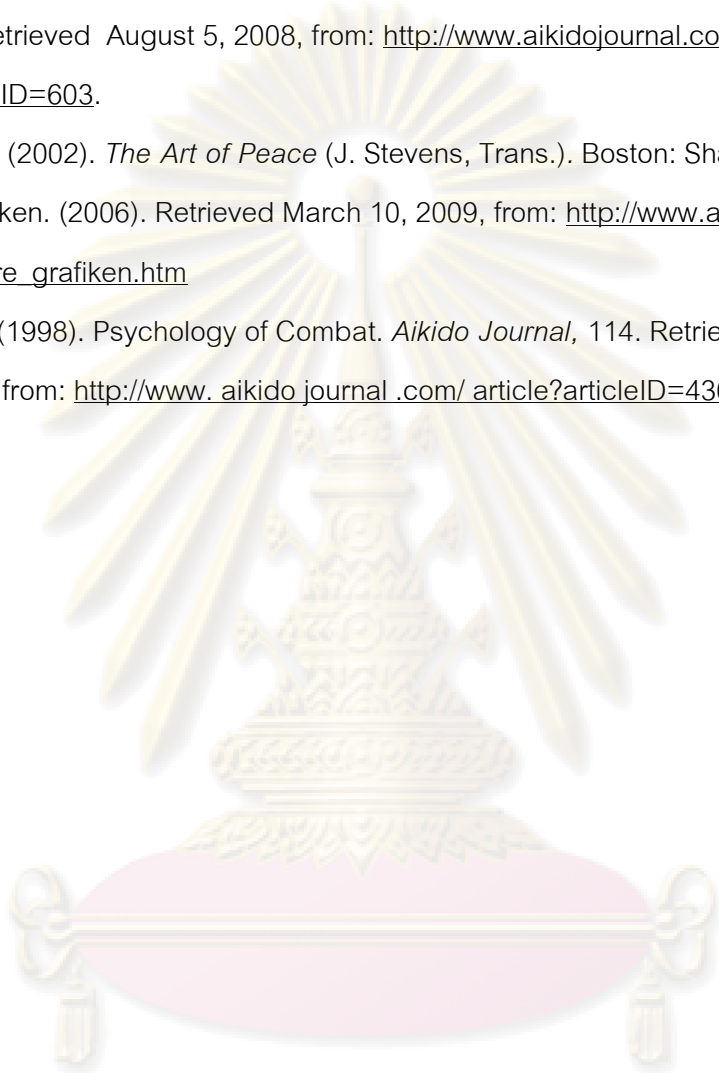 etrieved August 5, 2008, from: http://www.aikidojournal.co
ID=603.
(2002). The Art of Peace (J. Stevens, Trans.). Boston: Sha
ken. (2006). Retrieved March 10, 2009, from: http://www.a
re_grafiken.htm
(1998). Psychology of Combat. Aikido Journal, 114. Retrie
from: http://www. aikido journal .com/ article?articleID=430